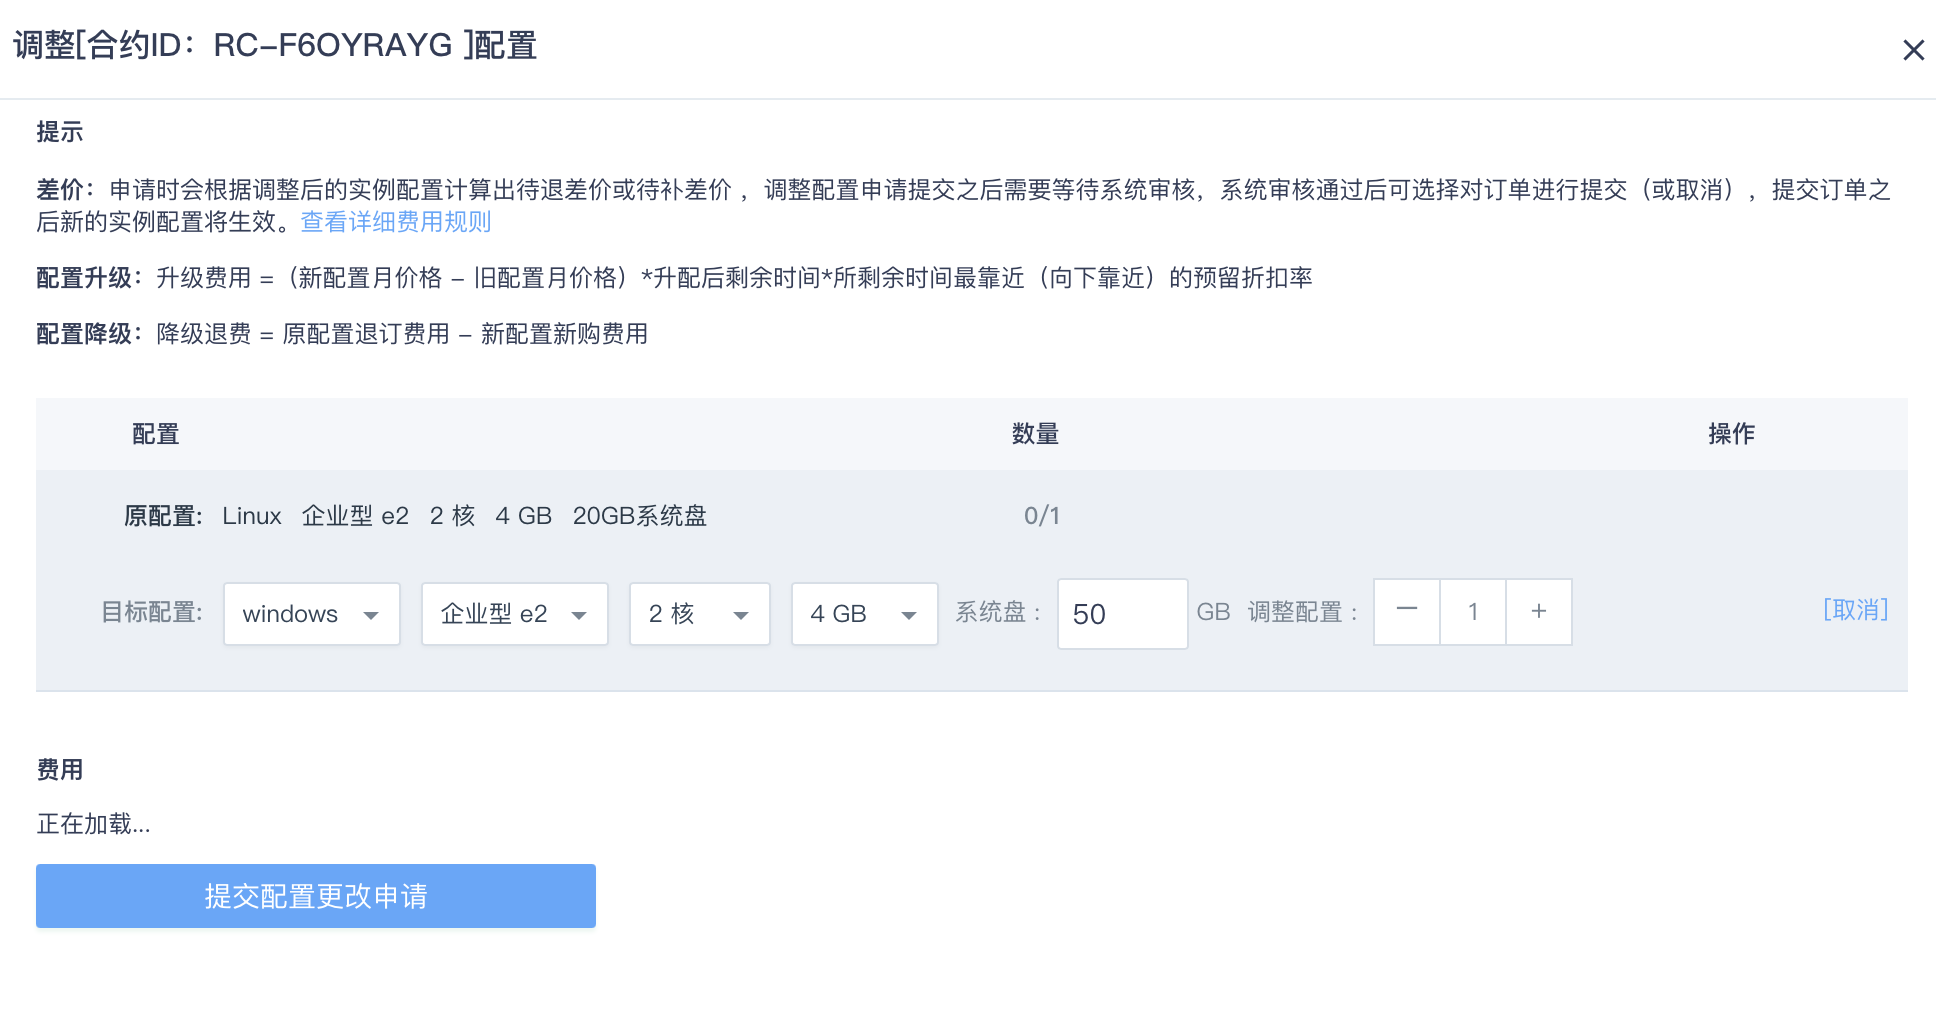 调整[合约ID：RC-F6OYRAYG ]配置
提示
差价：申请时会根据调整后的实例配置计算出待退差价或待补差价 ，调整配置申请提交之后需要等待系统审核，系统审核通过后可选择对订单进行提交（或取消），提交订单之
后新的实例配置将生效。查看详细费用规则
配置升级：升级费用 =（新配置月价格 – 旧配置月价格）*升配后剩余时间*所剩余时间最靠近（向下靠近）的预留折扣率
配置降级：降级退费 = 原配置退订费用 – 新配置新购费用
配置 数量 操作
原配置: Linux 企业型 e2 2 核 4 GB 20GB系统盘 0/1
目标配置: windows 企业型 e2 2 核 4 GB 系统盘： 50 GB 调整配置： — 1 + [取消]
费用
正在加载...
提交配置更改申请